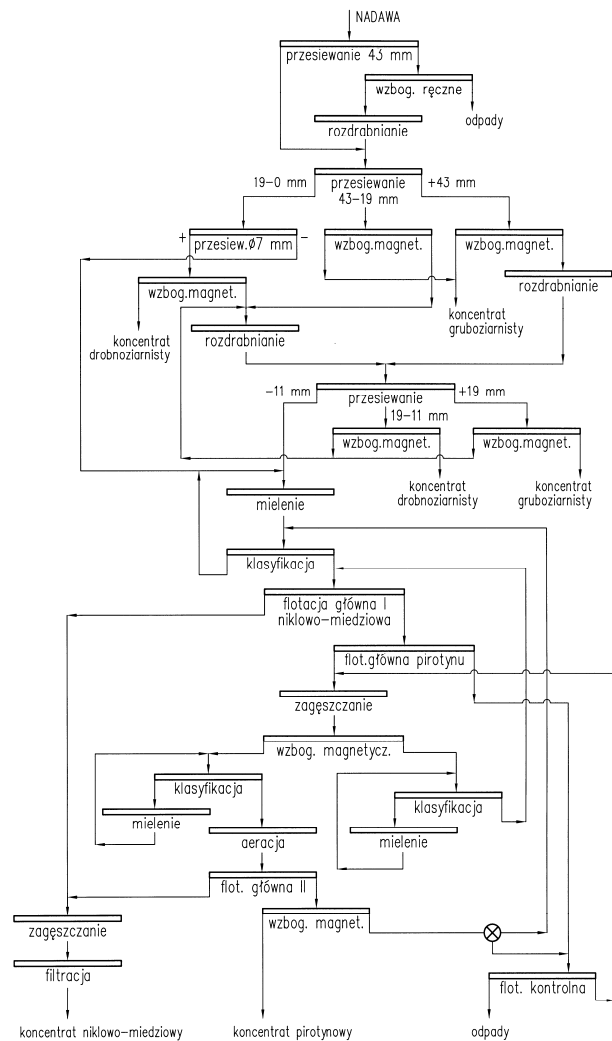 NADAWA
przesiewanie 43 mm
wzbog. ręczne
odpady
rozdrabnianie
19–0 mm
przesiewanie
43–19 mm
+43 mm
+
przesiew.Ø7 mm
–
wzbog.magnet.
wzbog.magnet.
wzbog.magnet.
rozdrabnianie
koncentrat
drobnoziarnisty
rozdrabnianie
koncentrat
gruboziarnisty
–11 mm
przesiewanie
+19 mm
19–11 mm
wzbog.magnet.
wzbog.magnet.
koncentrat
drobnoziarnisty
koncentrat
gruboziarnisty
mielenie
klasyfikacja
flotacja główna I
niklowo–miedziowa
flot.główna pirotynu
zagęszczanie
wzbog. magnetycz.
klasyfikacja
mielenie
klasyfikacja
mielenie
aeracja
flot. główna II
wzbog. magnet.
zagęszczanie
filtracja
flot. kontrolna
koncentrat niklowo–miedziowy
koncentrat pirotynowy
odpady